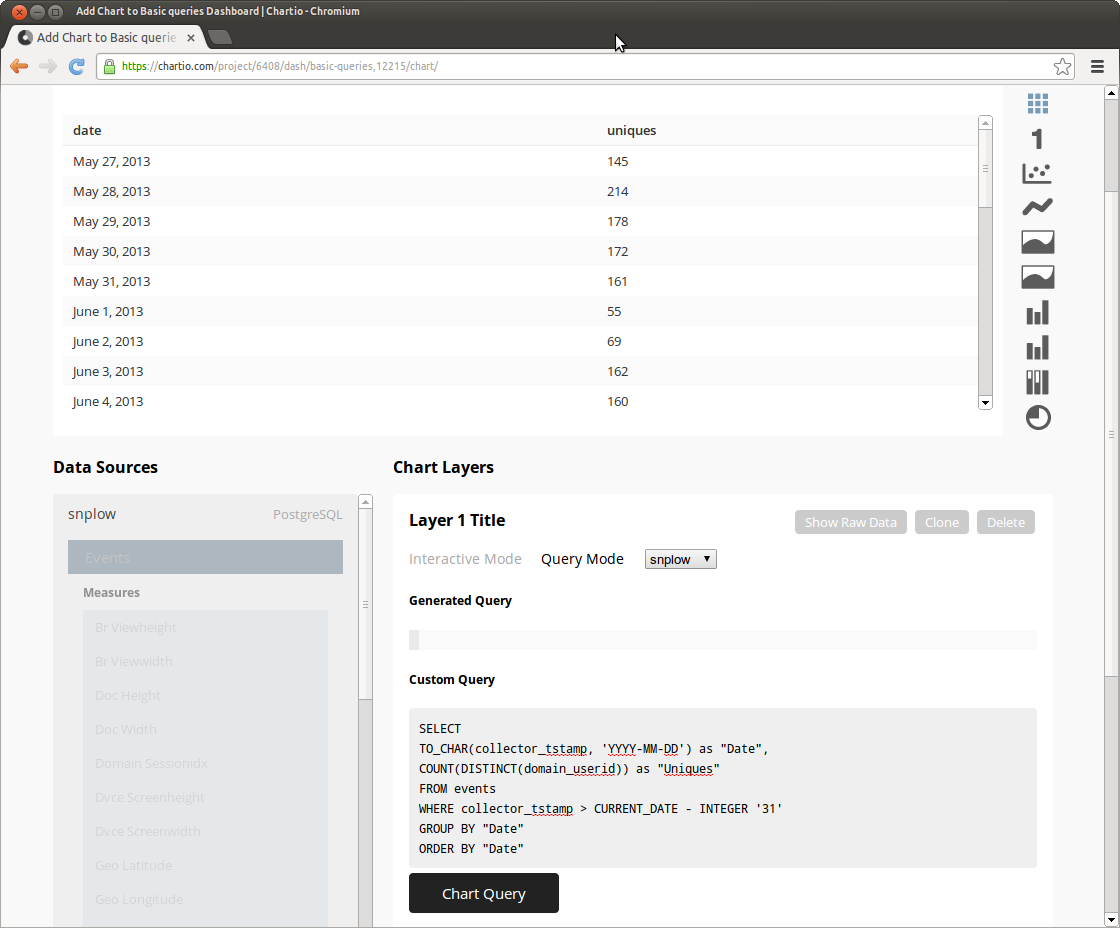 Add Chart to Basic queries Dashboard | Chartio - Chromium
Add Chart to Basic querie
https://chartio.com/project/6408/dash/basic-queries,12215/chart/
date uniques
May 27, 2013 145
May 28, 2013 214
May 29, 2013 178
May 30, 2013 172
May 31, 2013 161
June 1, 2013 55
June 2, 2013 69
June 3, 2013 162
June 4, 2013 160
1
Data Sources
snplow PostgreSQL
Events
Measures
Br Viewheight
Br Viewwidth
Doc Height
Doc Width
Domain Sessionidx
Dvce Screenheight
Dvce Screenwidth
Geo Latitude
Geo Longitude
Chart Layers
Layer 1 Title Show Raw Data Clone Delete
Interactive Mode Query Mode snplow
Generated Query
Custom Query
SELECT
TO_CHAR(collector_tstamp, 'YYYY-MM-DD') as "Date",
COUNT(DISTINCT(domain_userid)) as "Uniques"
FROM events
WHERE collector_tstamp > CURRENT_DATE - INTEGER '31'
GROUP BY "Date"
ORDER BY "Date"
Chart Query